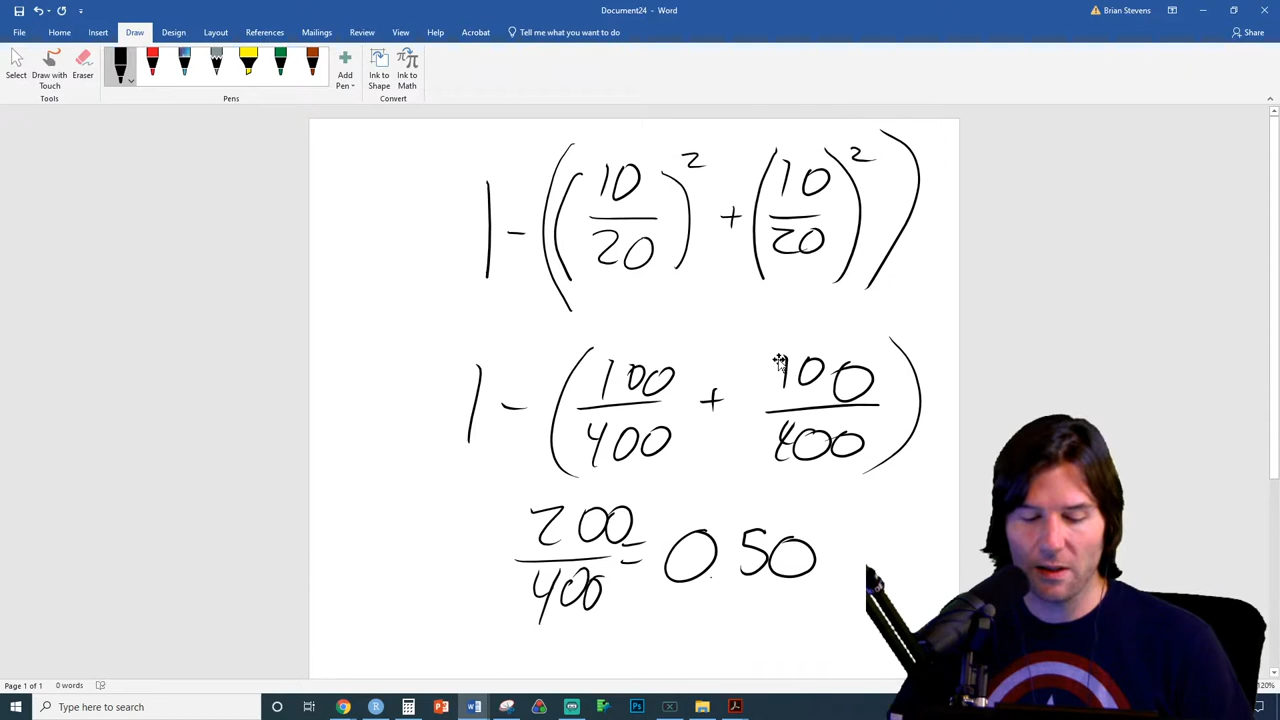 Document24 - Word
Brian Stevens
File Home Insert Draw Design Layout References Mailings Review View Help Acrobat Tell me what you want to do Share
Select Draw with Touch Eraser Add Pen Ink to Shape Ink to Math
Tools Pens Convert
1 - ((10/20)² + (10/20)²)
1 - (100/400 + 100/400)
200/400 = 0.50
Page 1 of 1 0 words 120%
Type here to search